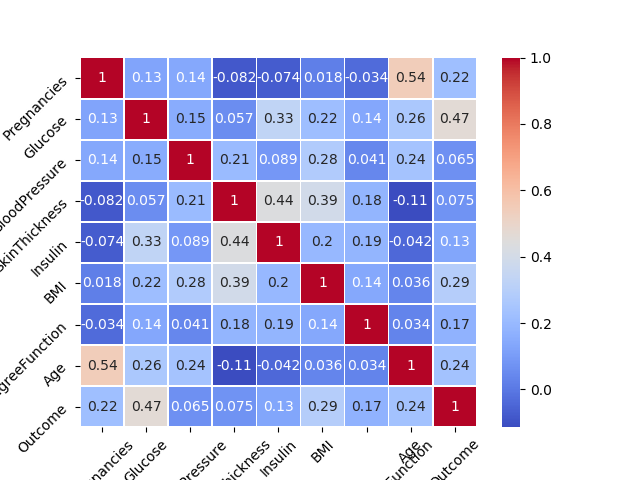 Pregnancies 1 0.13 0.14 -0.082 -0.074 0.018 -0.034 0.54 0.22
Glucose 0.13 1 0.15 0.057 0.33 0.22 0.14 0.26 0.47
loodPressure 0.14 0.15 1 0.21 0.089 0.28 0.041 0.24 0.065
SkinThickness -0.082 0.057 0.21 1 0.44 0.39 0.18 -0.11 0.075
Insulin -0.074 0.33 0.089 0.44 1 0.2 0.19 -0.042 0.13
BMI 0.018 0.22 0.28 0.39 0.2 1 0.14 0.036 0.29
greeFunction -0.034 0.14 0.041 0.18 0.19 0.14 1 0.034 0.17
Age 0.54 0.26 0.24 -0.11 -0.042 0.036 0.034 1 0.24
Outcome 0.22 0.47 0.065 0.075 0.13 0.29 0.17 0.24 1
nancies Glucose Pressure hickness Insulin BMI Function Age Outcome
1.0
0.8
0.6
0.4
0.2
0.0